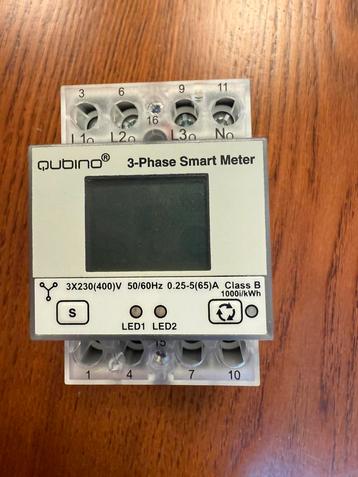 3 6 9 11
16
L1 L2 L3 N
QUBINO® 3-Phase Smart Meter
3X230(400)V 50/60Hz 0.25-5(65)A Class B
1000i/kWh
S
LED1 LED2
15
1 4 7 10